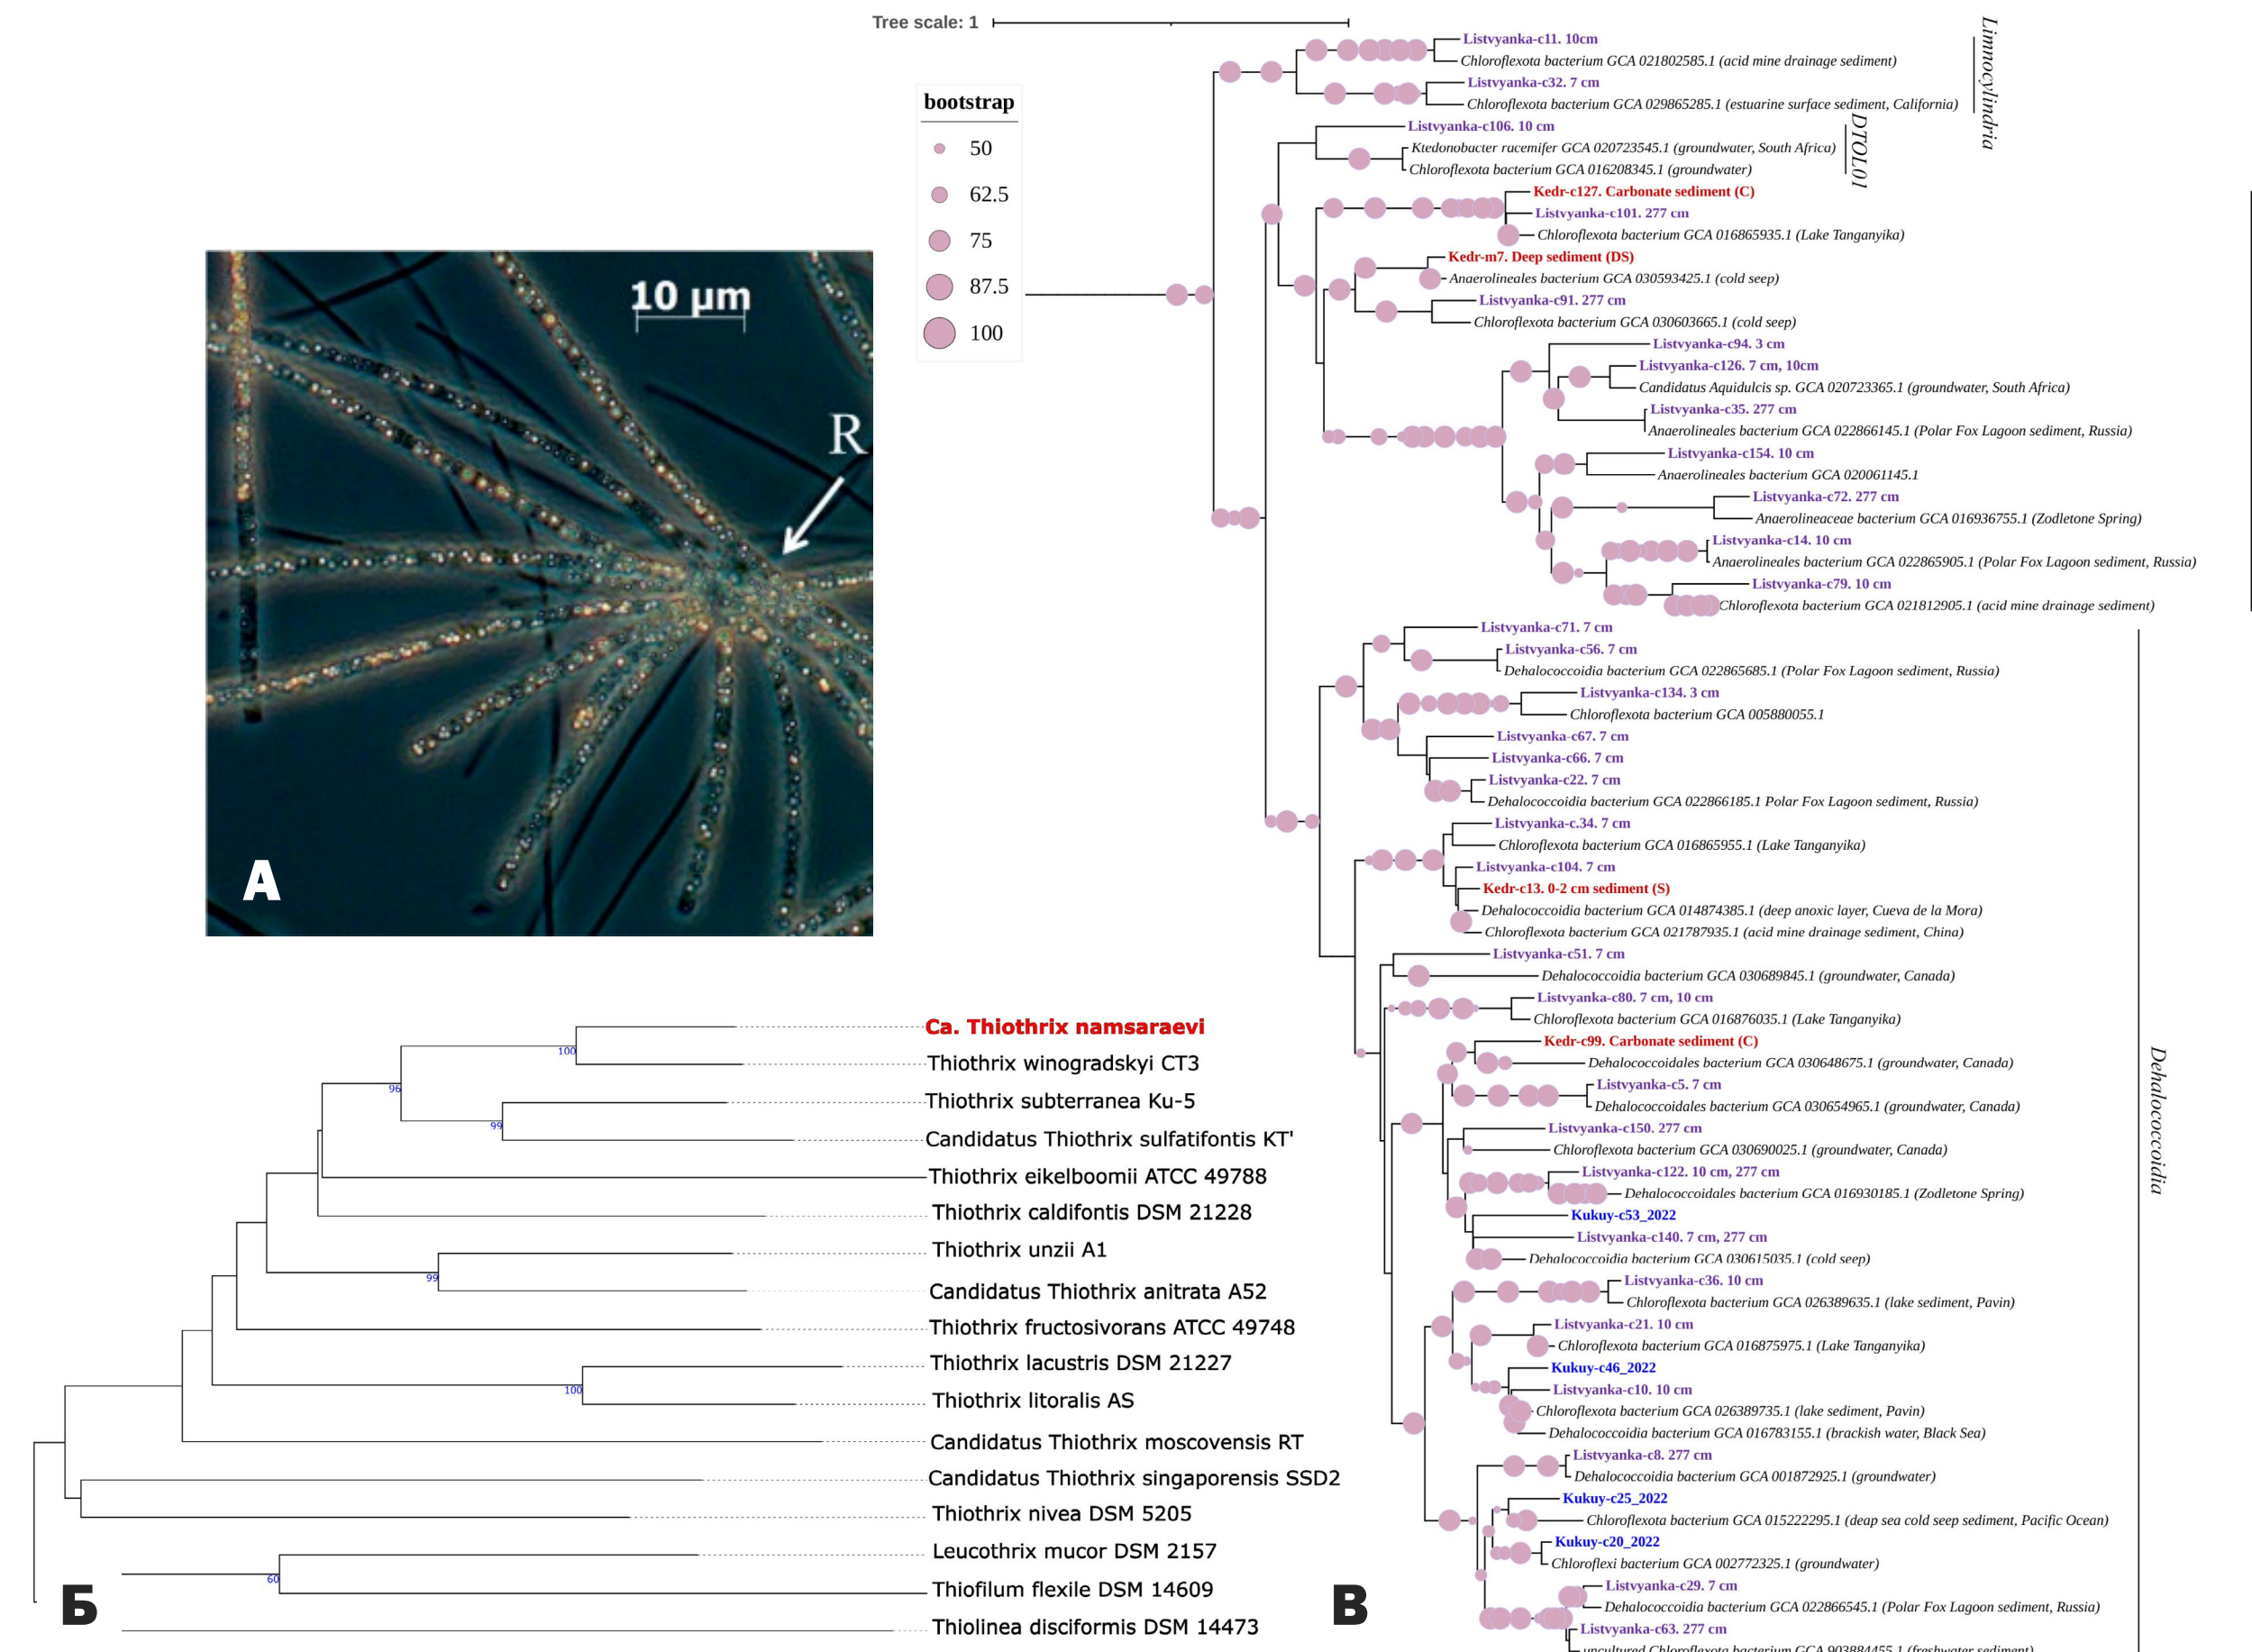 Tree scale: 1
bootstrap
50
62.5
75
87.5
100
10 µm
R
А
Listvyanka-c11. 10cm
Chloroflexota bacterium GCA 021802585.1 (acid mine drainage sediment)
Listvyanka-c32. 7 cm
Chloroflexota bacterium GCA 029865285.1 (estuarine surface sediment, California)
Limnocylindria
Listvyanka-c106. 10 cm
Ktedonobacter racemifer GCA 020723545.1 (groundwater, South Africa)
Chloroflexota bacterium GCA 016208345.1 (groundwater)
DTOL01
Kedr-c127. Carbonate sediment (C)
Listvyanka-c101. 277 cm
Chloroflexota bacterium GCA 016865935.1 (Lake Tanganyika)
Kedr-m7. Deep sediment (DS)
Anaerolineales bacterium GCA 030593425.1 (cold seep)
Listvyanka-c91. 277 cm
Chloroflexota bacterium GCA 030603665.1 (cold seep)
Listvyanka-c94. 3 cm
Listvyanka-c126. 7 cm, 10cm
Candidatus Aquidulcis sp. GCA 020723365.1 (groundwater, South Africa)
Listvyanka-c35. 277 cm
Anaerolineales bacterium GCA 022866145.1 (Polar Fox Lagoon sediment, Russia)
Listvyanka-c154. 10 cm
Anaerolineales bacterium GCA 020061145.1
Listvyanka-c72. 277 cm
Anaerolineaceae bacterium GCA 016936755.1 (Zodletone Spring)
Listvyanka-c14. 10 cm
Anaerolineales bacterium GCA 022865905.1 (Polar Fox Lagoon sediment, Russia)
Listvyanka-c79. 10 cm
Chloroflexota bacterium GCA 021812905.1 (acid mine drainage sediment)
Listvyanka-c71. 7 cm
Listvyanka-c56. 7 cm
Dehalococcoidia bacterium GCA 022865685.1 (Polar Fox Lagoon sediment, Russia)
Listvyanka-c134. 3 cm
Chloroflexota bacterium GCA 005880055.1
Listvyanka-c67. 7 cm
Listvyanka-c66. 7 cm
Listvyanka-c22. 7 cm
Dehalococcoidia bacterium GCA 022866185.1 Polar Fox Lagoon sediment, Russia)
Listvyanka-c.34. 7 cm
Chloroflexota bacterium GCA 016865955.1 (Lake Tanganyika)
Listvyanka-c104. 7 cm
Kedr-c13. 0-2 cm sediment (S)
Dehalococcoidia bacterium GCA 014874385.1 (deep anoxic layer, Cueva de la Mora)
Chloroflexota bacterium GCA 021787935.1 (acid mine drainage sediment, China)
Listvyanka-c51. 7 cm
Dehalococcoidia bacterium GCA 030689845.1 (groundwater, Canada)
Listvyanka-c80. 7 cm, 10 cm
Chloroflexota bacterium GCA 016876035.1 (Lake Tanganyika)
Kedr-c99. Carbonate sediment (C)
Dehalococcoidales bacterium GCA 030648675.1 (groundwater, Canada)
Listvyanka-c5. 7 cm
Dehalococcoidales bacterium GCA 030654965.1 (groundwater, Canada)
Listvyanka-c150. 277 cm
Chloroflexota bacterium GCA 030690025.1 (groundwater, Canada)
Listvyanka-c122. 10 cm, 277 cm
Dehalococcoidales bacterium GCA 016930185.1 (Zodletone Spring)
Kukuy-c53_2022
Listvyanka-c140. 7 cm, 277 cm
Dehalococcoidia bacterium GCA 030615035.1 (cold seep)
Listvyanka-c36. 10 cm
Chloroflexota bacterium GCA 026389635.1 (lake sediment, Pavin)
Listvyanka-c21. 10 cm
Chloroflexota bacterium GCA 016875975.1 (Lake Tanganyika)
Kukuy-c46_2022
Listvyanka-c10. 10 cm
Chloroflexota bacterium GCA 026389735.1 (lake sediment, Pavin)
Dehalococcoidia bacterium GCA 016783155.1 (brackish water, Black Sea)
Listvyanka-c8. 277 cm
Dehalococcoidia bacterium GCA 001872925.1 (groundwater)
Kukuy-c25_2022
Chloroflexota bacterium GCA 015222295.1 (deap sea cold seep sediment, Pacific Ocean)
Kukuy-c20_2022
Chloroflexi bacterium GCA 002772325.1 (groundwater)
Listvyanka-c29. 7 cm
Dehalococcoidia bacterium GCA 022866545.1 (Polar Fox Lagoon sediment, Russia)
Listvyanka-c63. 277 cm
uncultured Chloroflexota bacterium GCA 903884455.1 (freshwater sediment)
Dehalococcoidia
В
Ca. Thiothrix namsaraevi
100
Thiothrix winogradskyi CT3
96
Thiothrix subterranea Ku-5
99
Candidatus Thiothrix sulfatifontis KT'
Thiothrix eikelboomii ATCC 49788
Thiothrix caldifontis DSM 21228
Thiothrix unzii A1
99
Candidatus Thiothrix anitrata A52
Thiothrix fructosivorans ATCC 49748
Thiothrix lacustris DSM 21227
100
Thiothrix litoralis AS
Candidatus Thiothrix moscovensis RT
Candidatus Thiothrix singaporensis SSD2
Thiothrix nivea DSM 5205
Leucothrix mucor DSM 2157
60
Thiofilum flexile DSM 14609
Thiolinea disciformis DSM 14473
Б